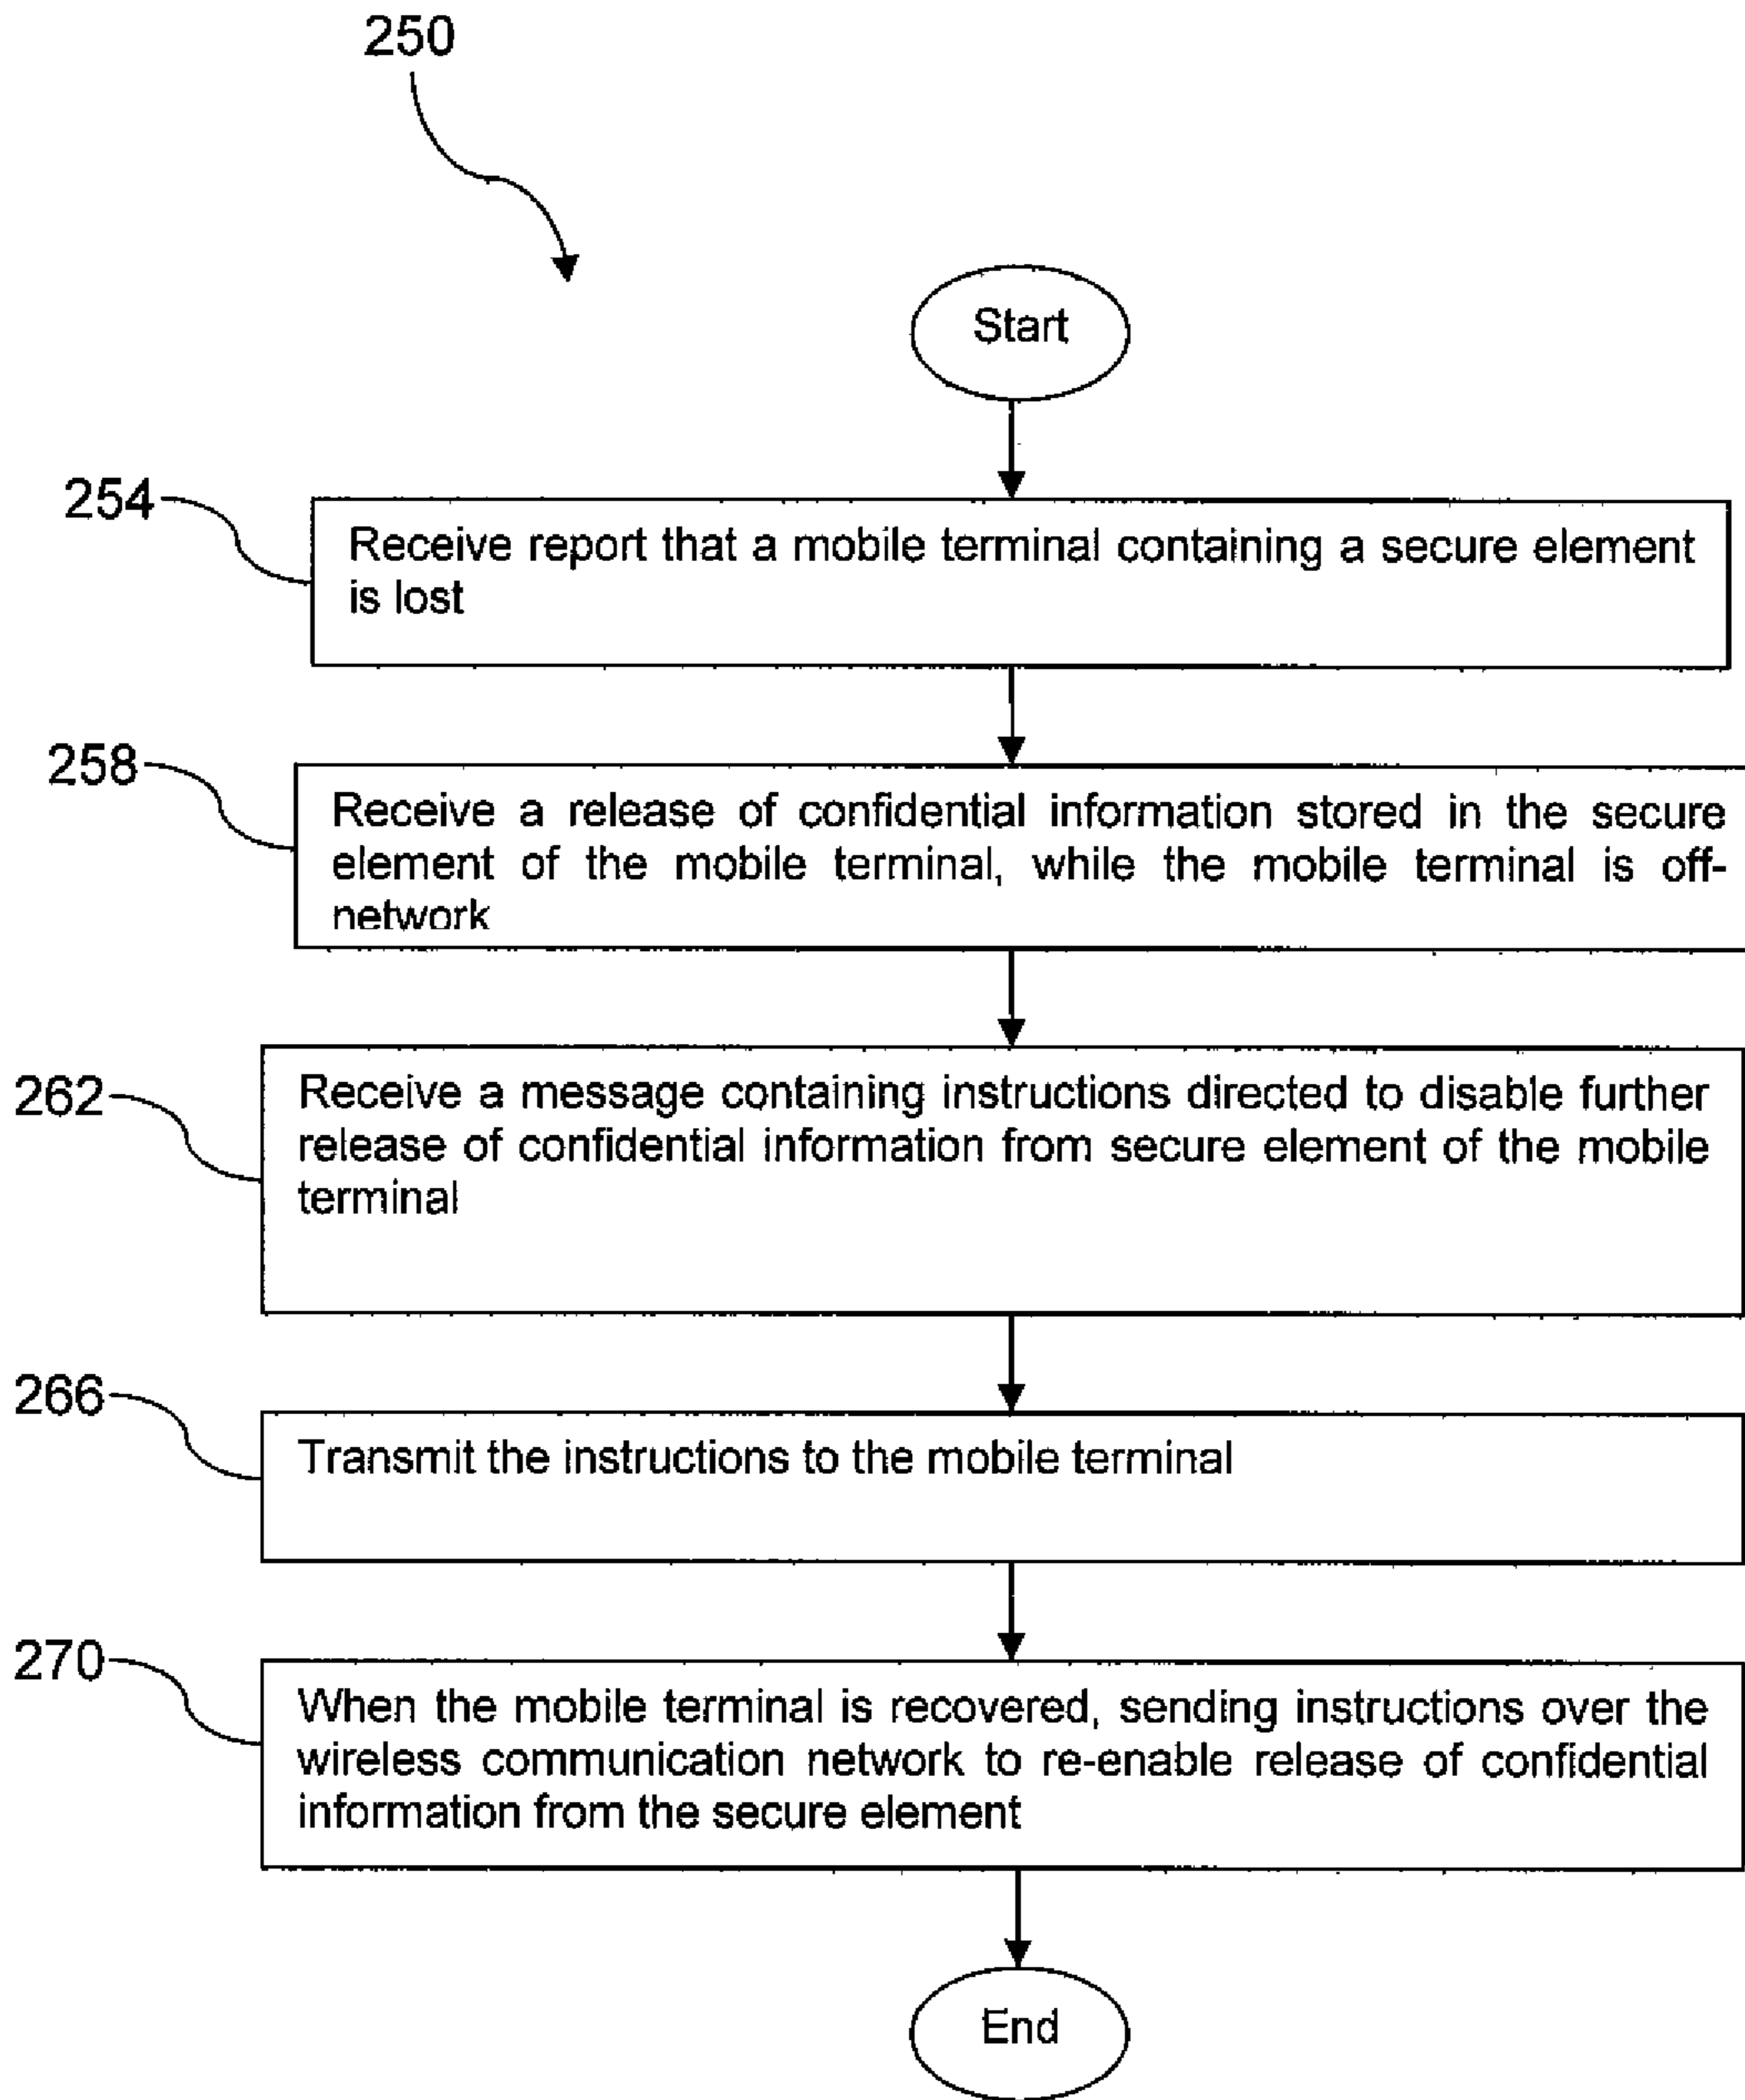 250
Start
254
Receive report that a mobile terminal containing a secure element
is lost
258
Receive a release of confidential information stored in the secure
element of the mobile terminal, while the mobile terminal is off-
network
262
Receive a message containing instructions directed to disable further
release of confidential information from secure element of the mobile
terminal
266
Transmit the instructions to the mobile terminal
270
When the mobile terminal is recovered, sending instructions over the
wireless communication network to re-enable release of confidential
information from the secure element
End